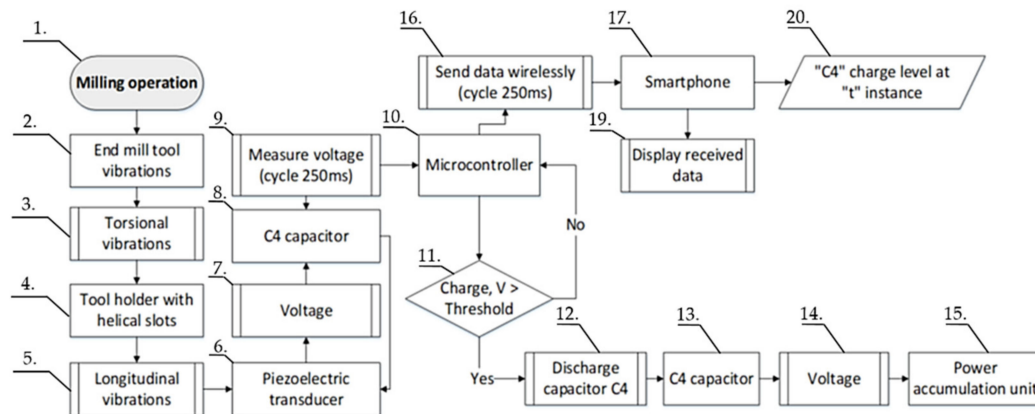 1.
Milling operation
2.
End mill tool
vibrations
3.
Torsional
vibrations
4.
Tool holder with
helical slots
5.
Longitudinal
vibrations
6.
Piezoelectric
transducer
7.
Voltage
8.
C4 capacitor
9.
Measure voltage
(cycle 250ms)
10.
Microcontroller
No
11.
Charge, V >
Threshold
Yes
12.
Discharge
capacitor C4
13.
C4 capacitor
14.
Voltage
15.
Power
accumulation unit
16.
Send data wirelessly
(cycle 250ms)
17.
Smartphone
19.
Display received
data
20.
"C4" charge level at
"t" instance